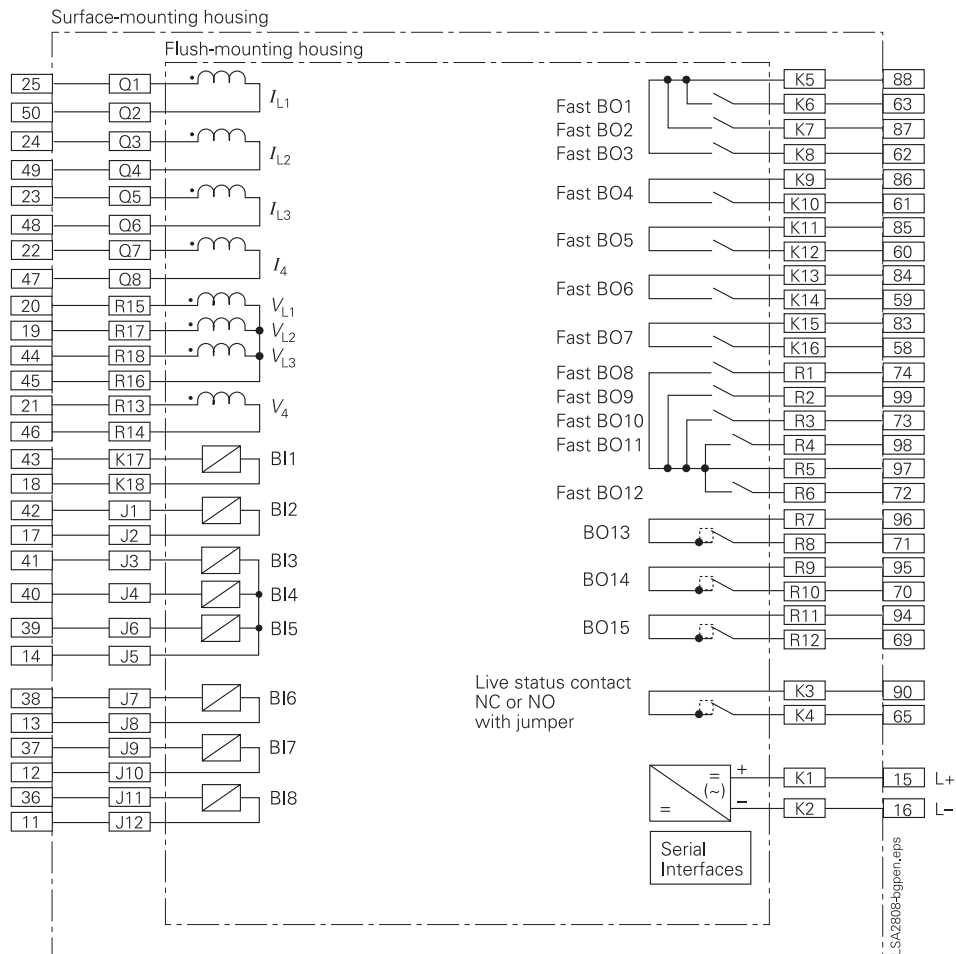 Surface-mounting housing
Flush-mounting housing
25 Q1 I L1
50 Q2
24 Q3 I L2
49 Q4
23 Q5 I L3
48 Q6
22 Q7 I 4
47 Q8
20 R15 V L1
19 R17 V L2
44 R18 V L3
45 R16
21 R13 V 4
46 R14
43 K17 BI1
18 K18
42 J1 BI2
17 J2
41 J3 BI3
40 J4 BI4
39 J6 BI5
14 J5
38 J7 BI6
13 J8
37 J9 BI7
12 J10
36 J11 BI8
11 J12
K5 88
Fast BO1 K6 63
Fast BO2 K7 87
Fast BO3 K8 62
K9 86
Fast BO4 K10 61
K11 85
Fast BO5 K12 60
K13 84
Fast BO6 K14 59
K15 83
Fast BO7 K16 58
Fast BO8 R1 74
Fast BO9 R2 99
Fast BO10 R3 73
Fast BO11 R4 98
R5 97
Fast BO12 R6 72
R7 96
BO13 R8 71
R9 95
BO14 R10 70
R11 94
BO15 R12 69
Live status contact
NC or NO
with jumper
K3 90
K4 65
= (~) + K1 15 L+
= − K2 16 L−
Serial
Interfaces
LSA2808-bgpen.eps